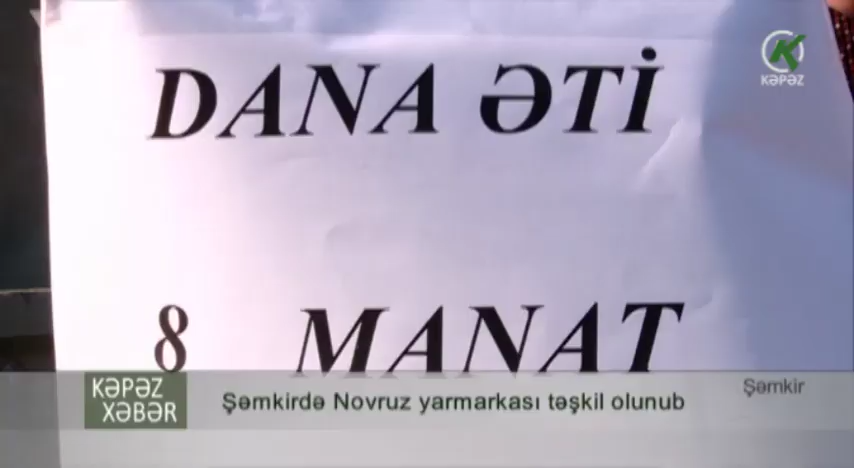 DANA ƏTİ
KƏPƏZ
8 MANAT
KƏPƏZ
XƏBƏR
Şəmkirdə Novruz yarmarkası təşkil olunub
Şəmkir